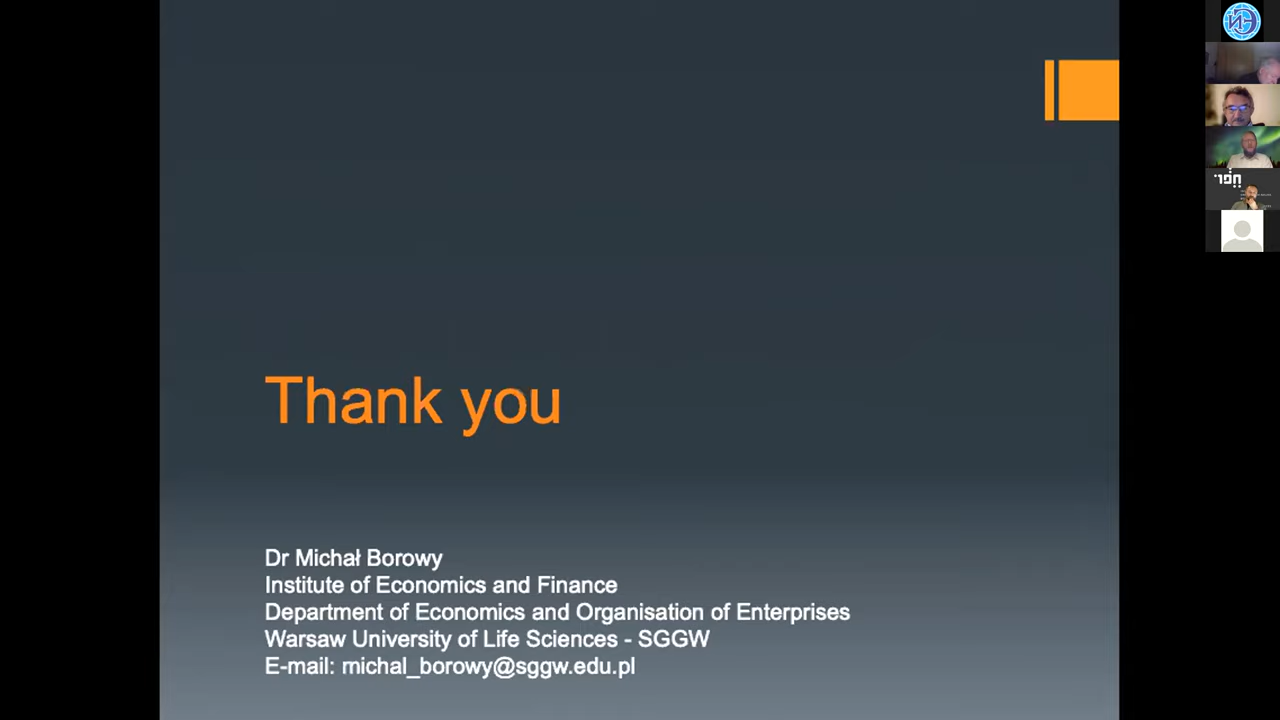 Thank you
Dr Michał Borowy
Institute of Economics and Finance
Department of Economics and Organisation of Enterprises
Warsaw University of Life Sciences - SGGW
E-mail: michal_borowy@sggw.edu.pl